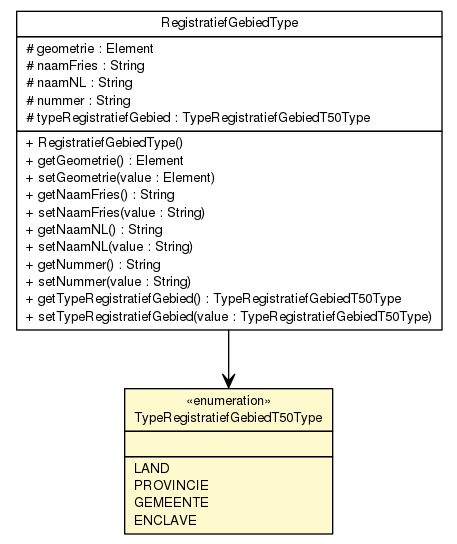 RegistratiefGebiedType
# geometrie : Element
# naamFries : String
# naamNL : String
# nummer : String
# typeRegistratiefGebied : TypeRegistratiefGebiedT50Type
+ RegistratiefGebiedType()
+ getGeometrie() : Element
+ setGeometrie(value : Element)
+ getNaamFries() : String
+ setNaamFries(value : String)
+ getNaamNL() : String
+ setNaamNL(value : String)
+ getNummer() : String
+ setNummer(value : String)
+ getTypeRegistratiefGebied() : TypeRegistratiefGebiedT50Type
+ setTypeRegistratiefGebied(value : TypeRegistratiefGebiedT50Type)
«enumeration»
TypeRegistratiefGebiedT50Type
LAND
PROVINCIE
GEMEENTE
ENCLAVE